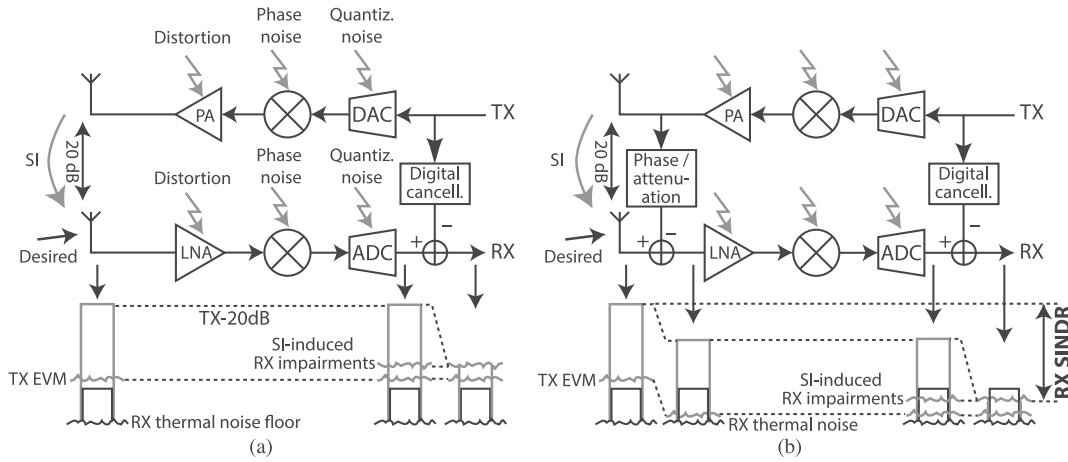 Distortion
Phase
noise
Quantiz.
noise
PA
DAC
TX
SI
20 dB
Distortion
Phase
noise
Quantiz.
noise
Digital
cancell.
Desired
LNA
ADC
+
−
RX
TX-20dB
SI-induced
RX impairments
TX EVM
RX thermal noise floor
(a)
PA
DAC
TX
SI
20 dB
Phase /
attenu-
ation
Digital
cancell.
Desired
+
−
LNA
ADC
+
−
RX
RX SINDR
TX EVM
SI-induced
RX impairments
RX thermal noise
(b)